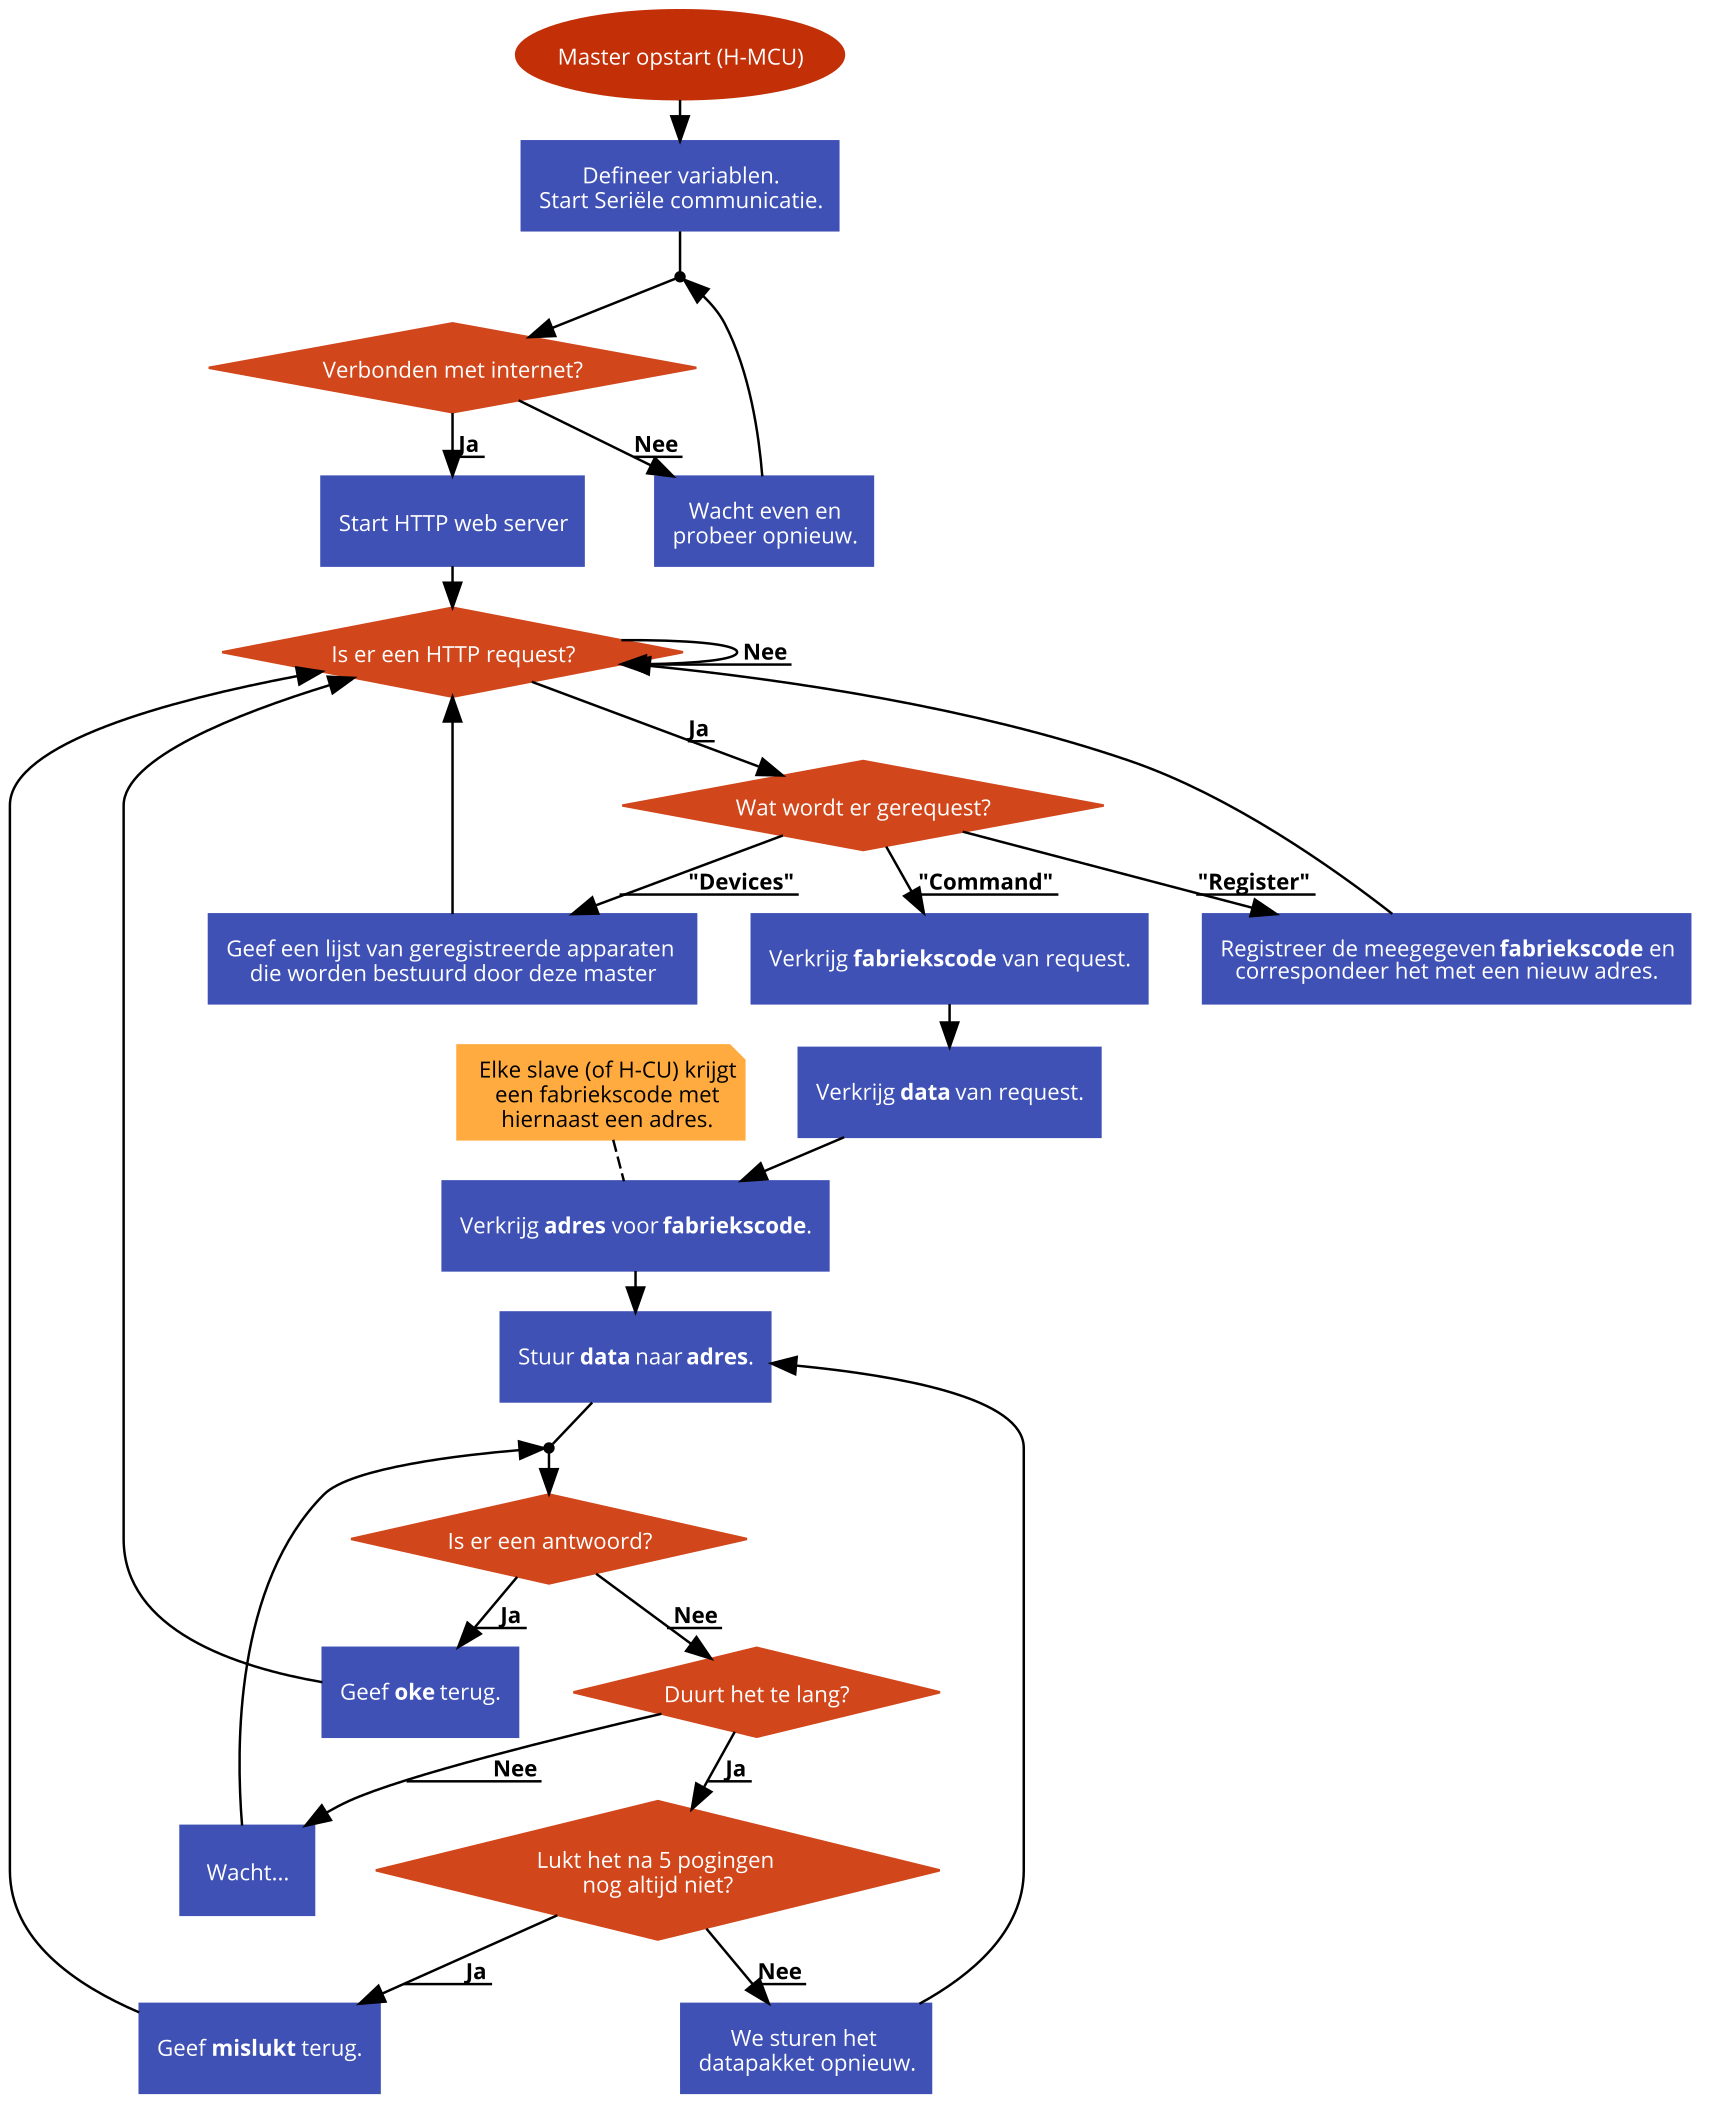 Master opstart (H-MCU)
Defineer variablen.
Start Seriële communicatie.
Verbonden met internet?
Ja
Nee
Start HTTP web server
Wacht even en
probeer opnieuw.
Is er een HTTP request?
Nee
Ja
Wat wordt er gerequest?
"Devices"
"Command"
"Register"
Geef een lijst van geregistreerde apparaten
die worden bestuurd door deze master
Verkrijg fabriekscode van request.
Registreer de meegegeven fabriekscode en
correspondeer het met een nieuw adres.
Elke slave (of H-CU) krijgt
een fabriekscode met
hiernaast een adres.
Verkrijg data van request.
Verkrijg adres voor fabriekscode.
Stuur data naar adres.
Is er een antwoord?
Ja
Nee
Geef oke terug.
Duurt het te lang?
Nee
Ja
Wacht...
Lukt het na 5 pogingen
nog altijd niet?
Ja
Nee
Geef mislukt terug.
We sturen het
datapakket opnieuw.